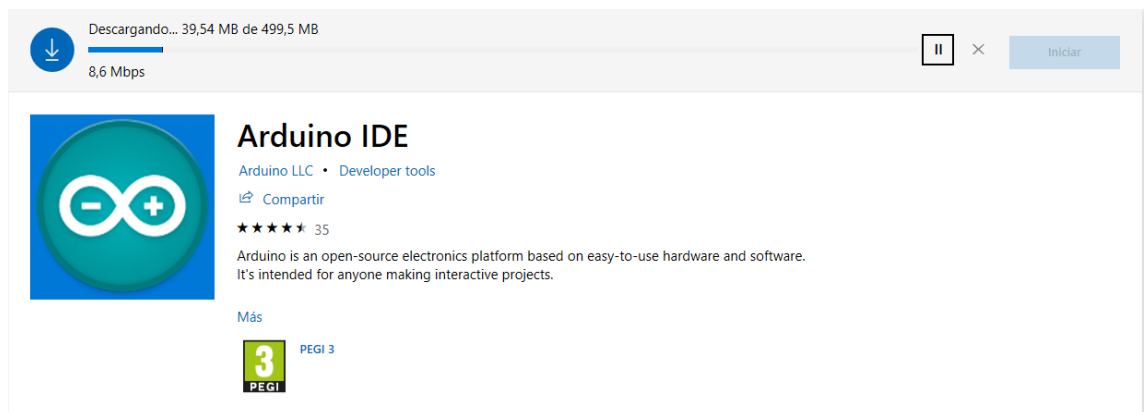 Descargando... 39,54 MB de 499,5 MB
8,6 Mbps
Iniciar
Arduino IDE
Arduino LLC • Developer tools
Compartir
35
Arduino is an open-source electronics platform based on easy-to-use hardware and software.
It's intended for anyone making interactive projects.
Más
3
PEGI
PEGI 3